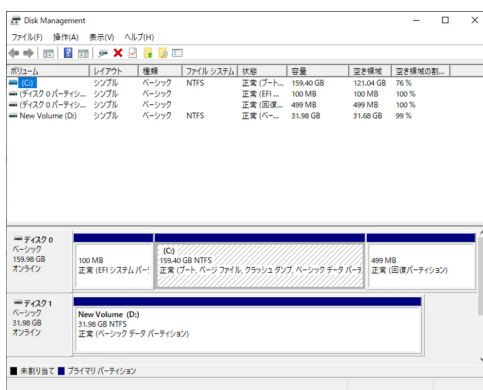 Disk Management
ファイル(F) 操作(A) 表示(V) ヘルプ(H)
ボリューム レイアウト 種類 ファイル システム 状態 容量 空き領域 空き領域の割...
(C:) シンプル ベーシック NTFS 正常 (ブート... 159.40 GB 121.04 GB 76 %
(ディスク 0 パーティシ... シンプル ベーシック 正常 (EFI ... 100 MB 100 MB 100 %
(ディスク 0 パーティシ... シンプル ベーシック 正常 (回復... 499 MB 499 MB 100 %
New Volume (D:) シンプル ベーシック NTFS 正常 (ベー... 31.98 GB 31.68 GB 99 %
ディスク 0
ベーシック
159.98 GB
オンライン
100 MB
正常 (EFI システム パー
(C:)
159.40 GB NTFS
正常 (ブート, ページ ファイル, クラッシュ ダンプ, ベーシック データ パーテ
499 MB
正常 (回復パーティション)
ディスク 1
ベーシック
31.98 GB
オンライン
New Volume (D:)
31.98 GB NTFS
正常 (ベーシック データ パーティション)
未割り当て プライマリ パーティション